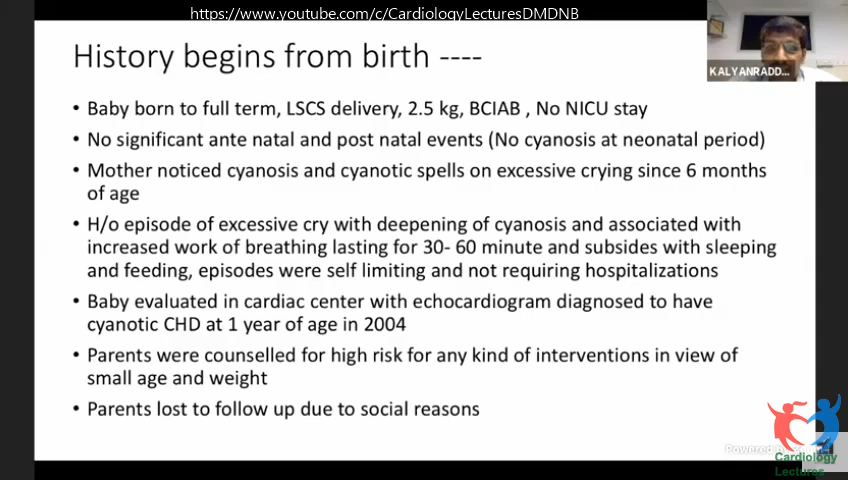 https://www.youtube.com/c/CardiologyLecturesDMDNB
History begins from birth ----
KALYANRADD...
• Baby born to full term, LSCS delivery, 2.5 kg, BCIAB , No NICU stay
• No significant ante natal and post natal events (No cyanosis at neonatal period)
• Mother noticed cyanosis and cyanotic spells on excessive crying since 6 months
of age
• H/o episode of excessive cry with deepening of cyanosis and associated with
increased work of breathing lasting for 30- 60 minute and subsides with sleeping
and feeding, episodes were self limiting and not requiring hospitalizations
• Baby evaluated in cardiac center with echocardiogram diagnosed to have
cyanotic CHD at 1 year of age in 2004
• Parents were counselled for high risk for any kind of interventions in view of
small age and weight
• Parents lost to follow up due to social reasons
Powered
Cardiology
Lectures